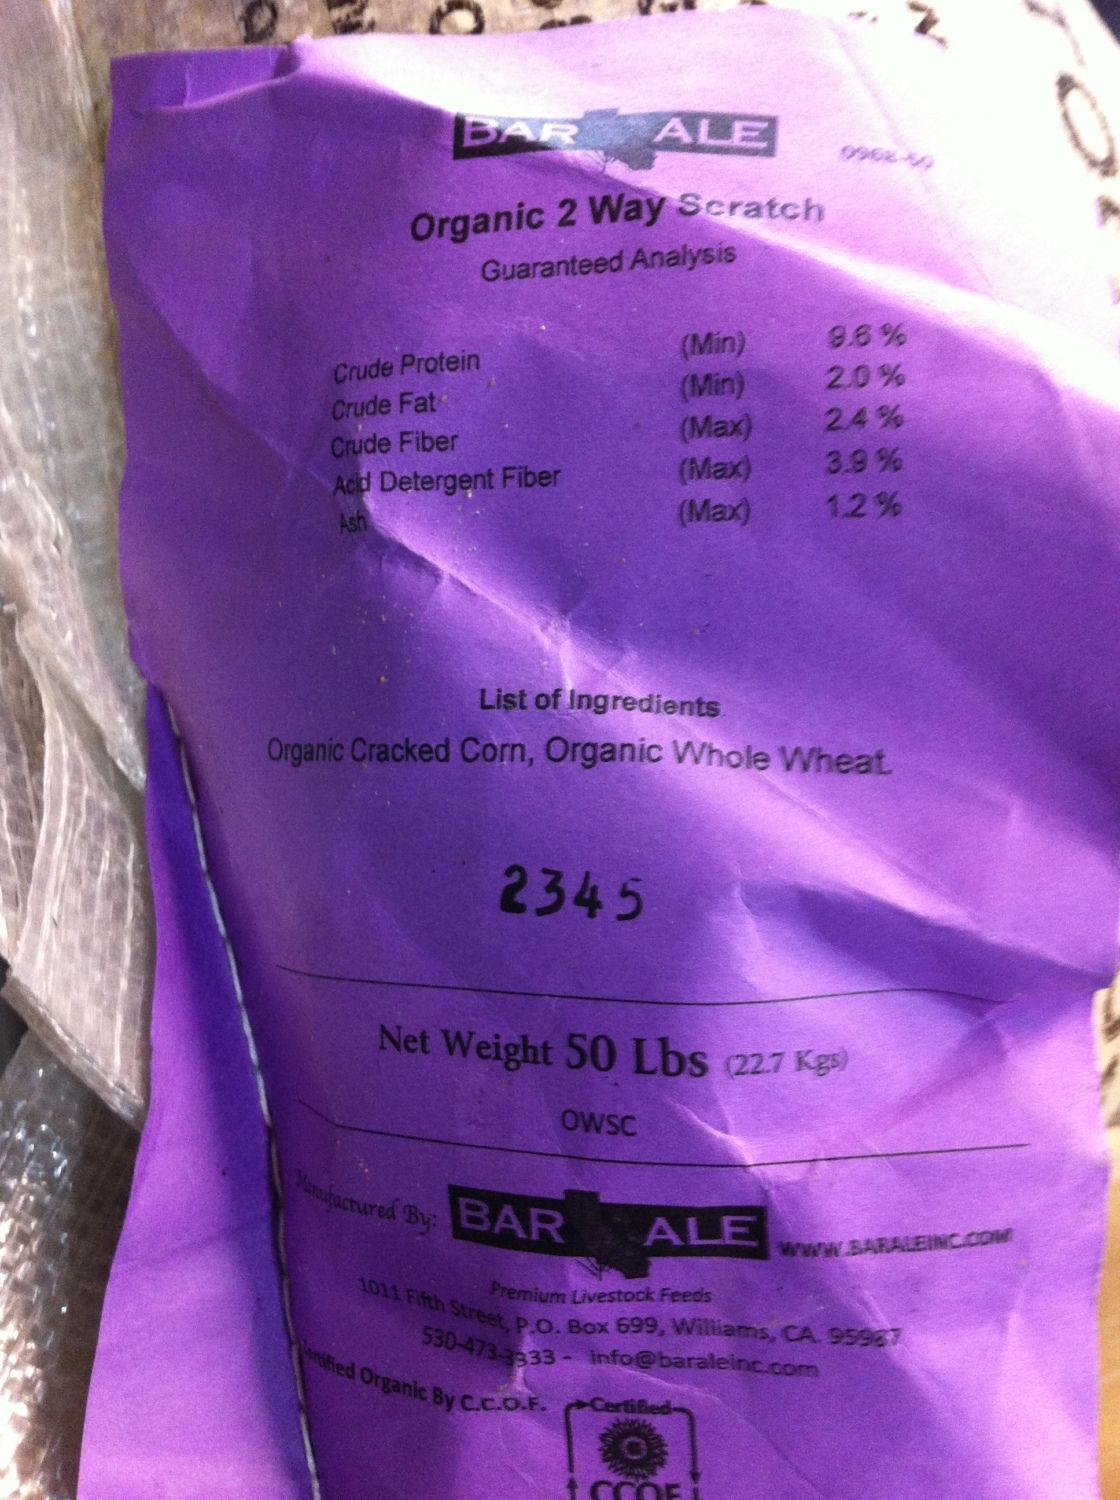 BAR ALE
0968-50
Organic 2 Way Scratch
Guaranteed Analysis
Crude Protein (Min) 9.6 %
Crude Fat (Min) 2.0 %
Crude Fiber (Max) 2.4 %
Acid Detergent Fiber (Max) 3.9 %
Ash (Max) 1.2 %
List of Ingredients
Organic Cracked Corn, Organic Whole Wheat.
2345
Net Weight 50 Lbs (22.7 Kgs)
OWSC
Manufactured By: BAR ALE WWW.BARALEINC.COM
Premium Livestock Feeds
1011 Fifth Street, P.O. Box 699, Williams, CA. 95987
530-473-3333 - info@baraleinc.com
Certified Organic By C.C.O.F.
Certified
CCOF